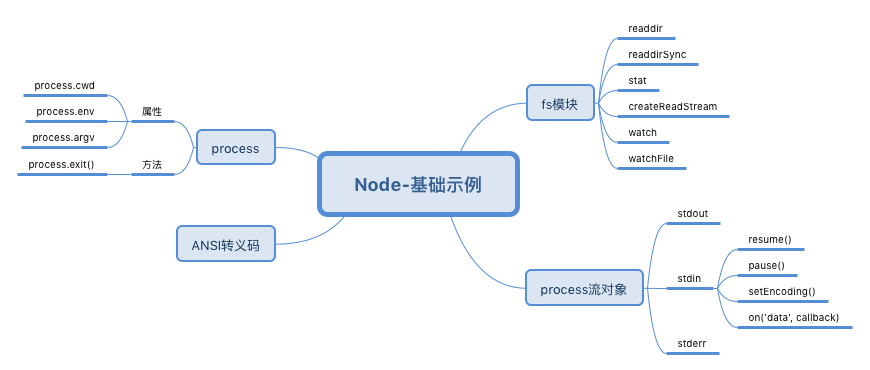 Node-基础示例
fs模块
readdir
readdirSync
stat
createReadStream
watch
watchFile
process流对象
stdout
stdin
resume()
pause()
setEncoding()
on('data', callback)
stderr
process
属性
process.cwd
process.env
process.argv
方法
process.exit()
ANSI转义码